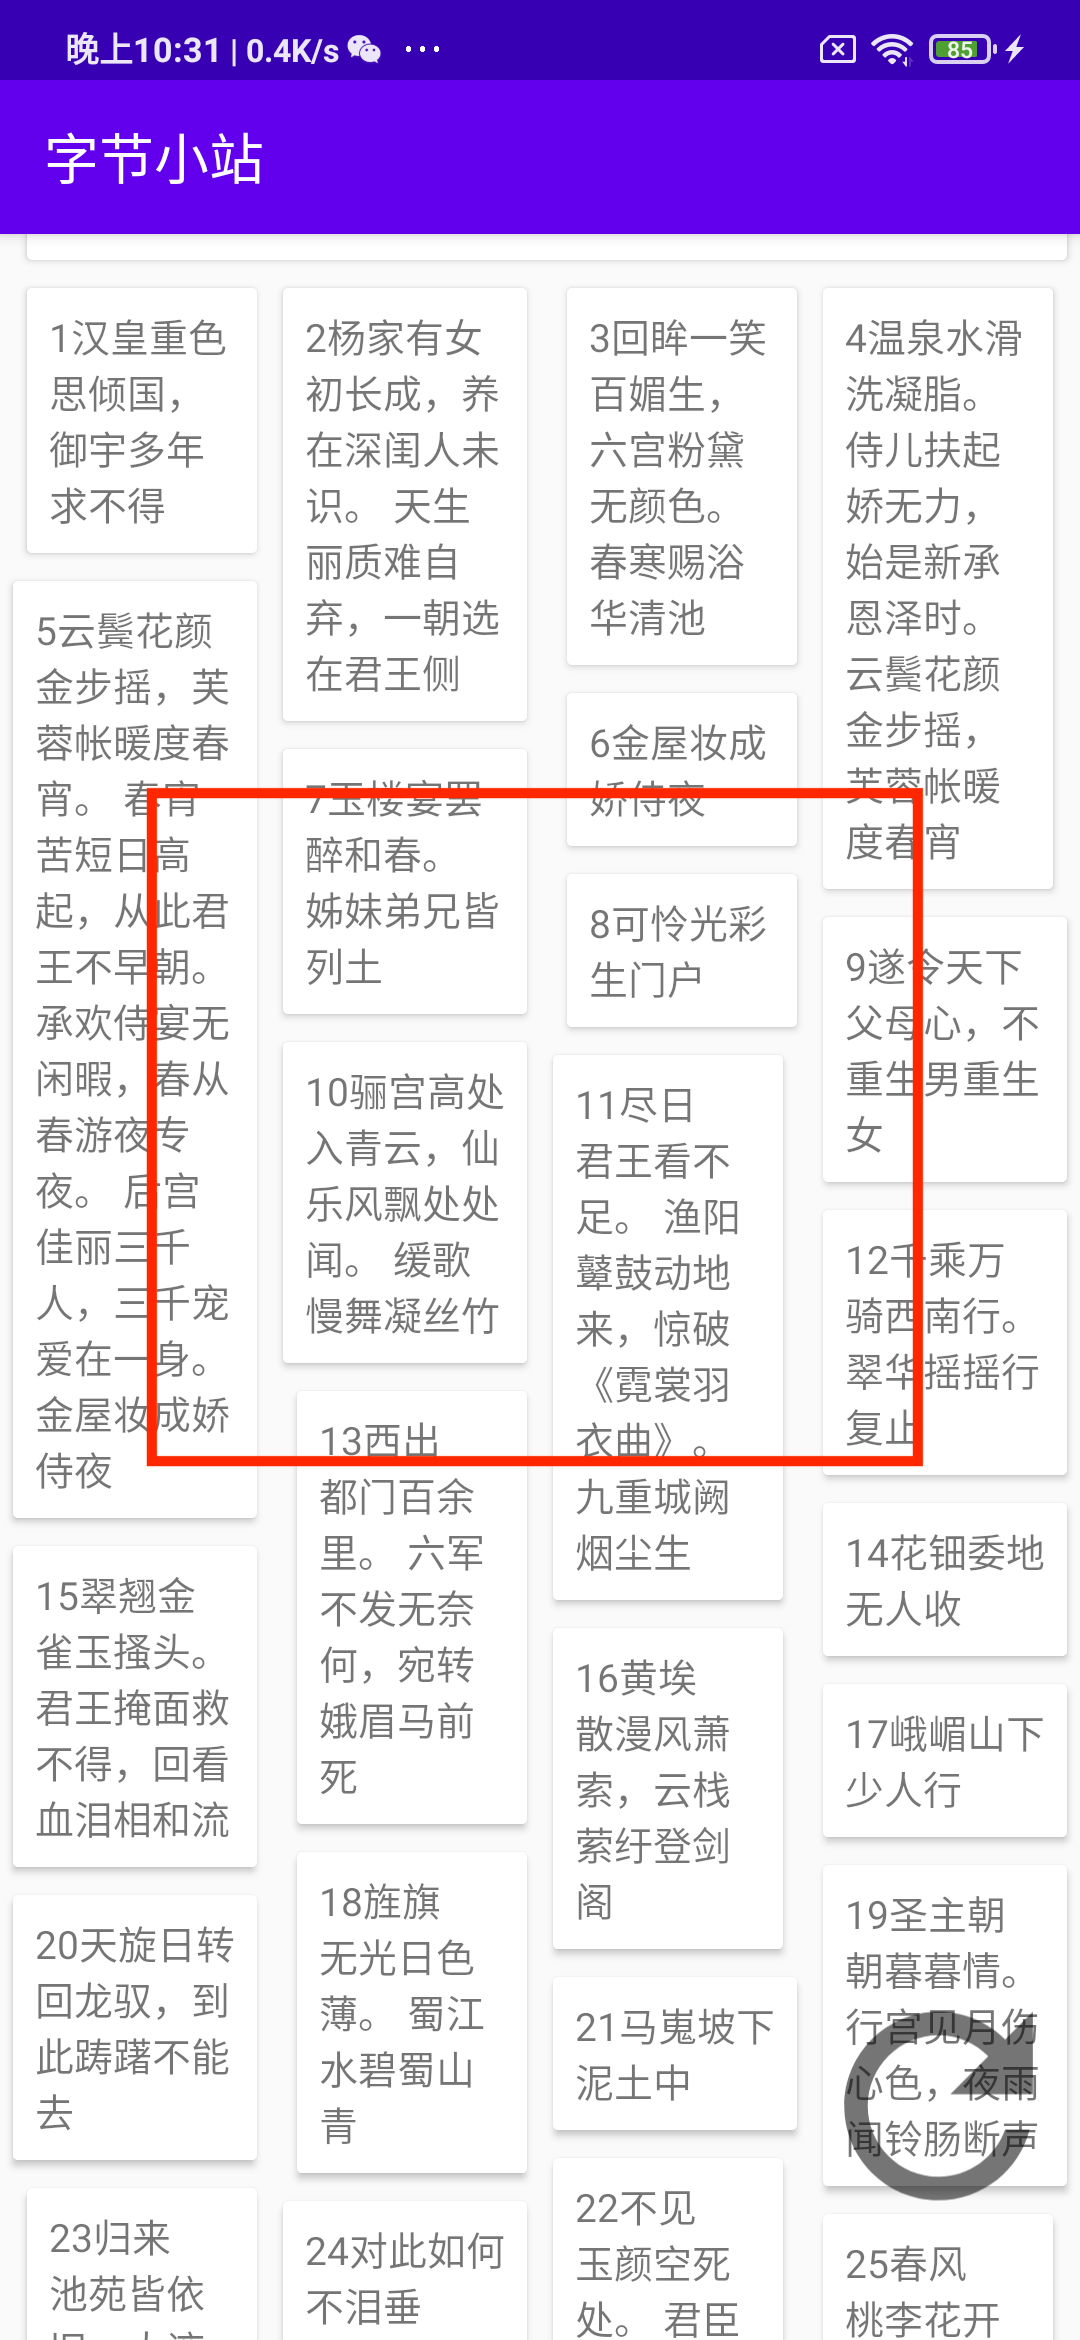 晚上10:31 | 0.4K/s ...
85
字节小站
1汉皇重色
思倾国，
御宇多年
求不得
2杨家有女
初长成，养
在深闺人未
识。 天生
丽质难自
弃，一朝选
在君王侧
3回眸一笑
百媚生，
六宫粉黛
无颜色。
春寒赐浴
华清池
4温泉水滑
洗凝脂。
侍儿扶起
娇无力，
始是新承
恩泽时。
云鬓花颜
金步摇，
芙蓉帐暖
度春宵
5云鬓花颜
金步摇，芙
蓉帐暖度春
宵。 春宵
苦短日高
起，从此君
王不早朝。
承欢侍宴无
闲暇，春从
春游夜专
夜。 后宫
佳丽三千
人，三千宠
爱在一身。
金屋妆成娇
侍夜
6金屋妆成
娇侍夜
7玉楼宴罢
醉和春。
姊妹弟兄皆
列土
8可怜光彩
生门户
9遂令天下
父母心，不
重生男重生
女
10骊宫高处
入青云，仙
乐风飘处处
闻。 缓歌
慢舞凝丝竹
11尽日
君王看不
足。 渔阳
鼙鼓动地
来，惊破
《霓裳羽
衣曲》。
九重城阙
烟尘生
12千乘万
骑西南行。
翠华摇摇行
复止
13西出
都门百余
里。 六军
不发无奈
何，宛转
娥眉马前
死
14花钿委地
无人收
15翠翘金
雀玉搔头。
君王掩面救
不得，回看
血泪相和流
16黄埃
散漫风萧
索，云栈
萦纡登剑
阁
17峨嵋山下
少人行
18旌旗
无光日色
薄。 蜀江
水碧蜀山
青
19圣主朝
朝暮暮情。
行宫见月伤
心色，夜雨
闻铃肠断声
20天旋日转
回龙驭，到
此踌躇不能
去
21马嵬坡下
泥土中
22不见
玉颜空死
处。 君臣
23归来
池苑皆依
24对此如何
不泪垂
25春风
桃李花开